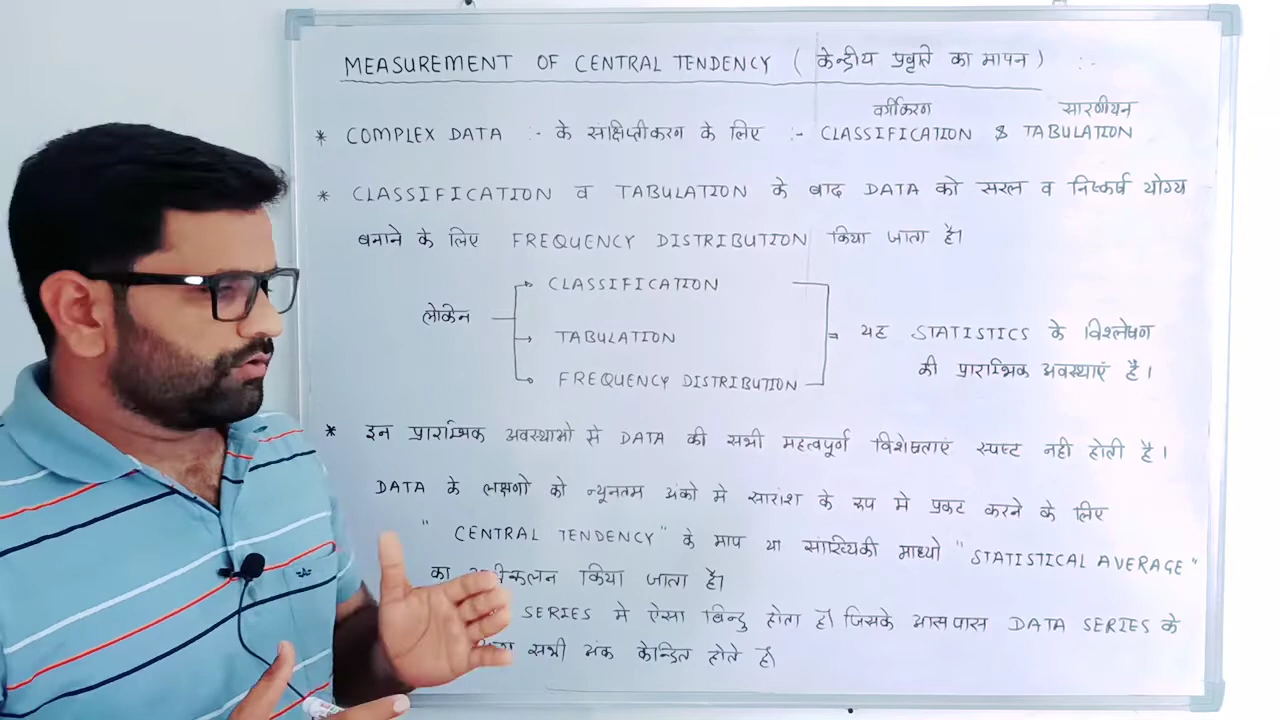 MEASUREMENT OF CENTRAL TENDENCY ( केन्द्रीय प्रवृति का मापन ) :-
वर्गीकरण सारणीयन
* COMPLEX DATA :- के संक्षिप्तीकरण के लिए :- CLASSIFICATION & TABULATION
* CLASSIFICATION व TABULATION के बाद DATA को सरल व निष्कर्ष योग्य
बनाने के लिए FREQUENCY DISTRIBUTION किया जाता है।
लेकिन
CLASSIFICATION
TABULATION
FREQUENCY DISTRIBUTION
= यह STATISTICS के विश्लेषण
की प्रारम्भिक अवस्थाएं है।
* इन प्रारम्भिक अवस्थाओ से DATA की सभी महत्वपूर्ण विशेषताएं स्पष्ट नही होती है।
DATA के लक्षणो को न्यूनतम अंको मे सारांश के रुप मे प्रकट करने के लिए
" CENTRAL TENDENCY " के माप या सांख्यिकी माध्यो " STATISTICAL AVERAGE "
का किया जाता है।
SERIES मे ऐसा बिन्दु होता है। जिसके आसपास DATA SERIES के
सभी अंक केन्द्रित होते है।